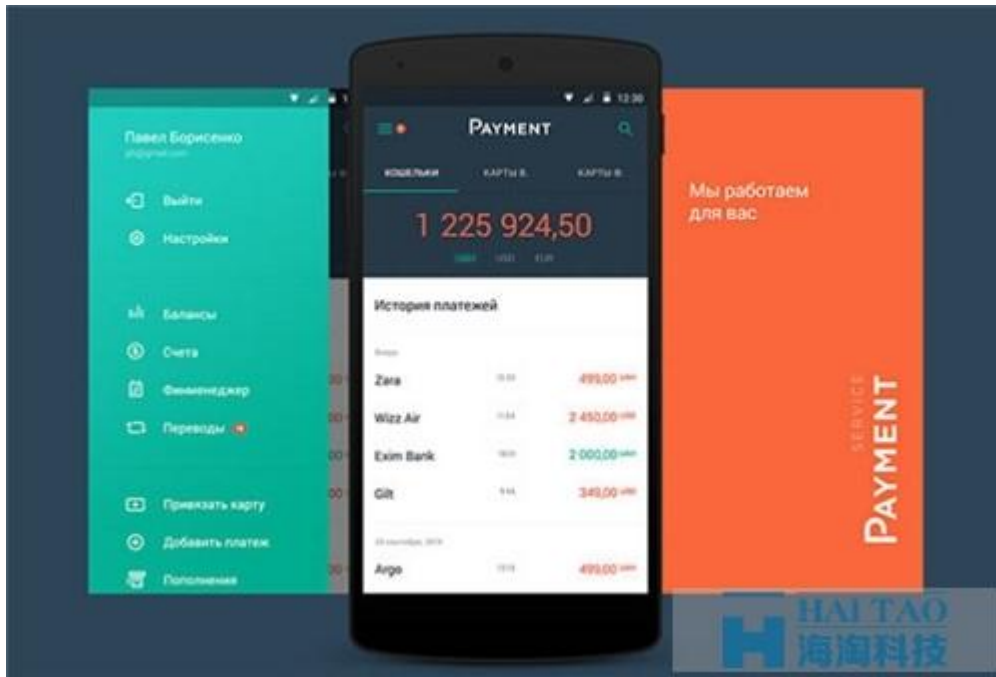 Павел Борисенко
Выйти
Настройки
Балансы
Счета
Финменеджер
Переводы
Привязать карту
Добавить платеж
Пополнения
12:30
PAYMENT
КОШЕЛЬКИ КАРТЫ В. КАРТЫ Ф.
1 225 924,50
USD EUR
История платежей
Вчера
Zara 499,00
Wizz Air 2 450,00
Exim Bank 2 000,00
Gilt 349,00
Argo 499,00
Мы работаем
для вас
SERVICE
PAYMENT
HAI TAO
海淘科技